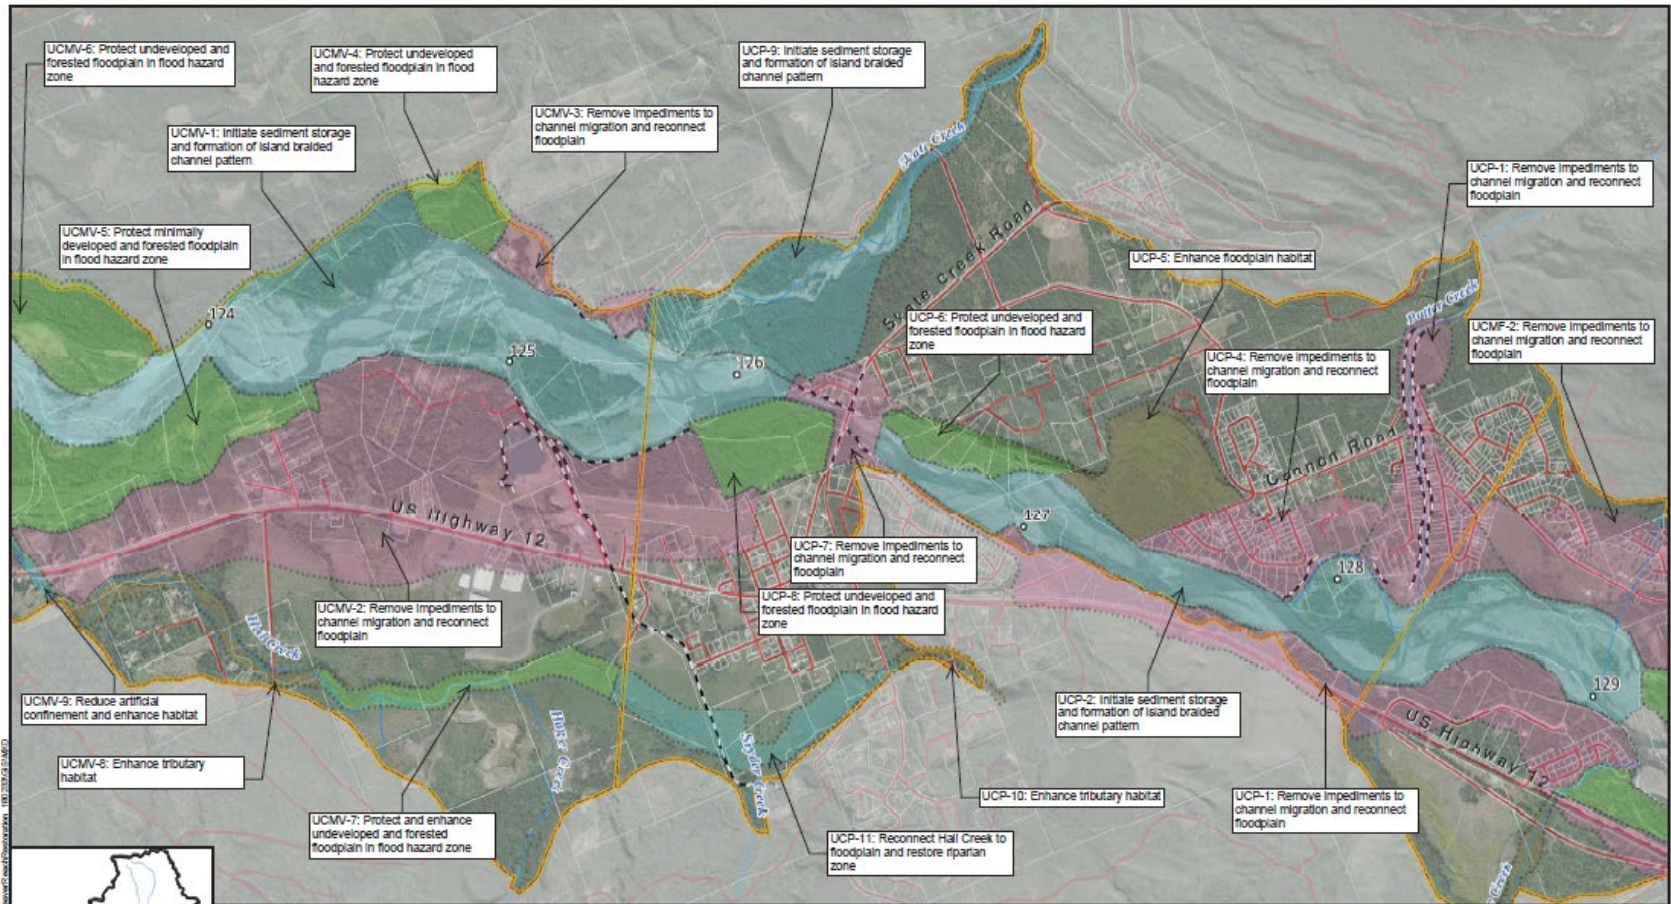 UCMV-6: Protect undeveloped and
forested floodplain in flood hazard
zone
UCMV-4: Protect undeveloped
and forested floodplain in flood
hazard zone
UCP-9: Initiate sediment storage
and formation of island braided
channel pattern
UCMV-3: Remove impediments to
channel migration and reconnect
floodplain
UCMV-1: Initiate sediment storage
and formation of island braided
channel pattern
UCP-1: Remove impediments to
channel migration and reconnect
floodplain
UCMV-5: Protect minimally
developed and forested floodplain
in flood hazard zone
UCP-5: Enhance floodplain habitat
Skate Creek Road
Butter Creek
124
UCP-6: Protect undeveloped and
forested floodplain in flood hazard
zone
UCMF-2: Remove impediments to
channel migration and reconnect
floodplain
125
126
UCP-4: Remove impediments to
channel migration and reconnect
floodplain
Cannon Road
US Highway 12
127
UCP-7: Remove impediments to
channel migration and reconnect
floodplain
128
UCP-8: Protect undeveloped and
forested floodplain in flood hazard
zone
UCMV-2: Remove impediments to
channel migration and reconnect
floodplain
Hall Creek
129
UCMV-9: Reduce artificial
confinement and enhance habitat
UCP-2: Initiate sediment storage
and formation of island braided
channel pattern
US Highway 12
Snyder Creek
UCMV-8: Enhance tributary
habitat
UCP-10: Enhance tributary habitat
UCP-1: Remove impediments to
channel migration and reconnect
floodplain
UCMV-7: Protect and enhance
undeveloped and forested
floodplain in flood hazard zone
UCP-11: Reconnect Hall Creek to
floodplain and restore riparian
zone
Creek